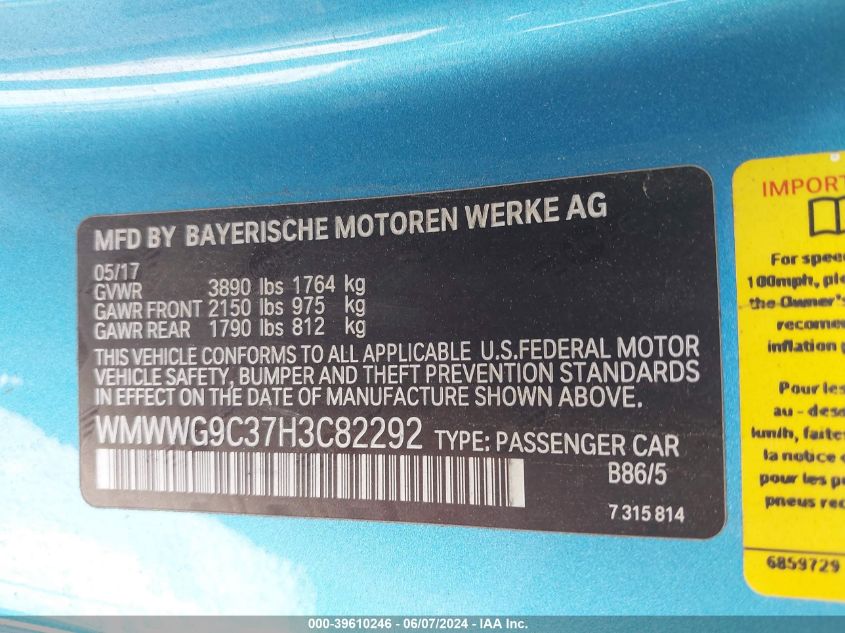 MFD BY BAYERISCHE MOTOREN WERKE AG
05/17
GVWR 3890 lbs 1764 kg
GAWR FRONT 2150 lbs 975 kg
GAWR REAR 1790 lbs 812 kg
THIS VEHICLE CONFORMS TO ALL APPLICABLE U.S.FEDERAL MOTOR
VEHICLE SAFETY, BUMPER AND THEFT PREVENTION STANDARDS
IN EFFECT ON THE DATE OF MANUFACTURE SHOWN ABOVE.
WMWWG9C37H3C82292 TYPE: PASSENGER CAR
B86/5
7 315 814
IMPORT
For speed
100mph, ple
the Owner's
recomme
inflation
Pour les
au - dess
km/h, faites
la notice
pour les p
pneus rec
6859729
000-39610246 - 06/07/2024 - IAA Inc.